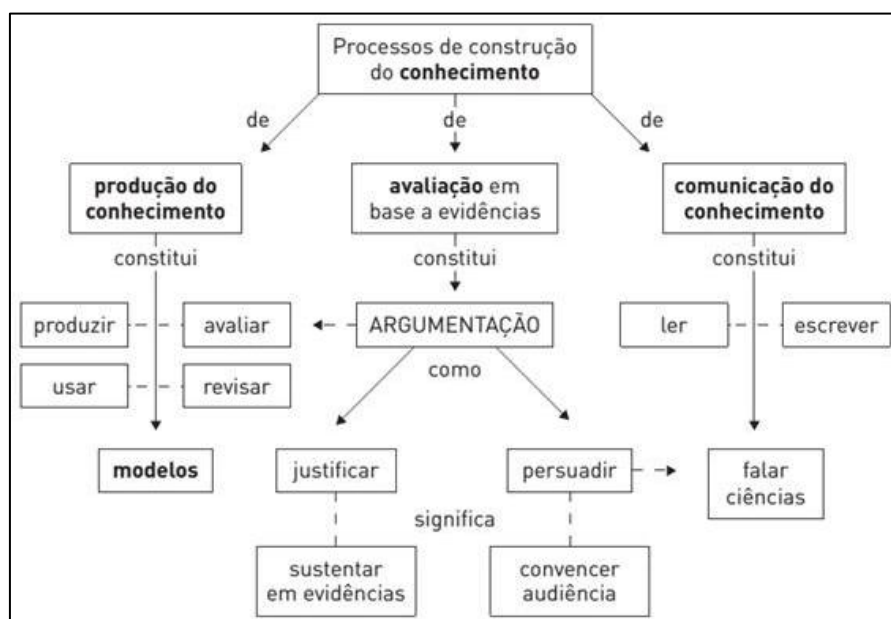 Processos de construção
do conhecimento
de
de
de
produção do
conhecimento
avaliação em
base a evidências
comunicação do
conhecimento
constitui
constitui
constitui
produzir
avaliar
ARGUMENTAÇÃO
ler
escrever
usar
revisar
como
modelos
justificar
persuadir
falar
ciências
significa
sustentar
em evidências
convencer
audiência